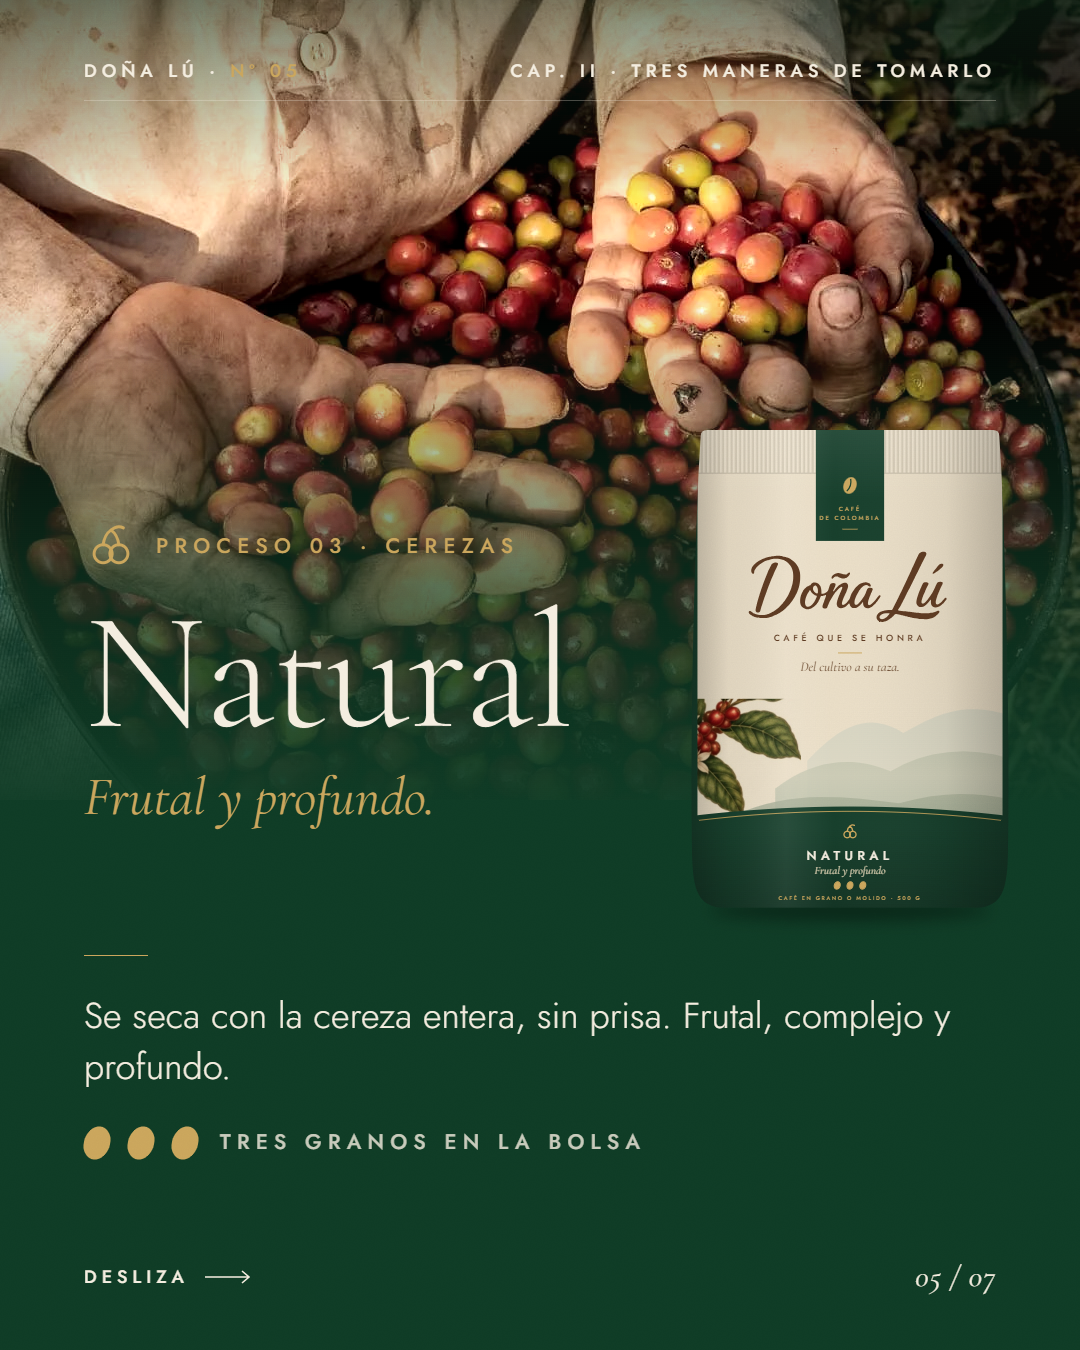 DOÑA LÚ · Nº 05
CAP. II · TRES MANERAS DE TOMARLO
CAFÉ
DE COLOMBIA
Doña Lú
CAFÉ QUE SE HONRA
Del cultivo a su taza.
PROCESO 03 · CEREZAS
Natural
Frutal y profundo.
NATURAL
Frutal y profundo
CAFÉ EN GRANO O MOLIDO · 500 G
Se seca con la cereza entera, sin prisa. Frutal, complejo y
profundo.
TRES GRANOS EN LA BOLSA
DESLIZA
05 / 07